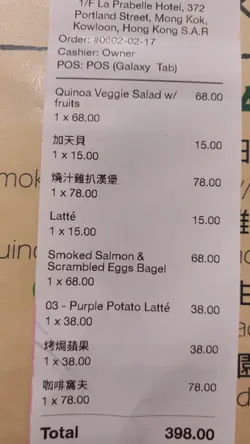 1/F La Prabelle Hotel, 372
Portland Street, Mong Kok,
Kowloon, Hong Kong S.A.R
Order: #0802-02-17
Cashier: Owner
POS: POS (Galaxy Tab)
Quinoa Veggie Salad w/ fruits 68.00
1 x 68.00
加天貝 15.00
1 x 15.00
燒汁雞扒漢堡 78.00
1 x 78.00
Latté 15.00
1 x 15.00
Smoked Salmon & Scrambled Eggs Bagel 68.00
1 x 68.00
03 - Purple Potato Latté 38.00
1 x 38.00
烤焗蘋果 38.00
1 x 38.00
咖啡窩夫 78.00
1 x 78.00
Total 398.00